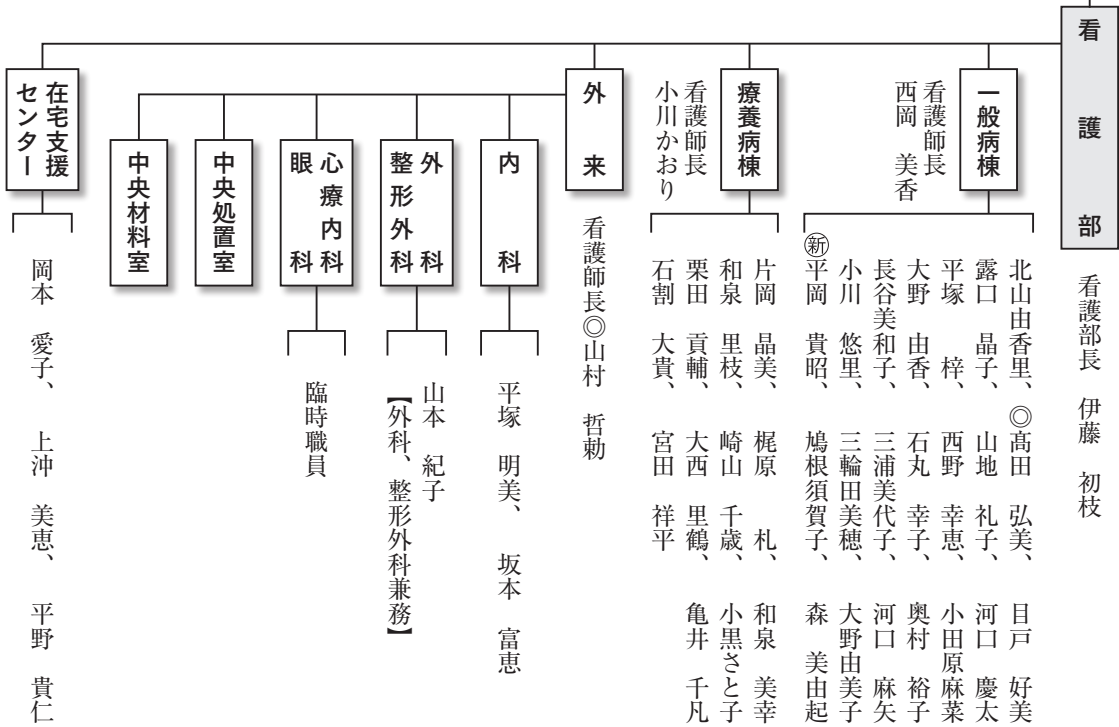 看護部
看護部長 伊藤 初枝
一般病棟
看護師長
西岡 美香
北山由香里、◎髙田 弘美、 目戸 好美
露口 晶子、 山地 礼子、 河口 慶太
平塚 梓、 西野 幸恵、 小田原麻菜
大野 由香、 石丸 幸子、 奥村 裕子
長谷美和子、 三浦美代子、 河口 麻矢
小川 悠里、 三輪田美穂、 大野由美子
㊟平岡 貴昭、 鳩根須賀子、 森 美由起
療養病棟
看護師長
小川かおり
片岡 晶美、 梶原 札、 和泉 美幸
和泉 里枝、 崎山 千歳、 小黒さと子
栗田 貢輔、 大西 里鶴、 亀井 千凡
石割 大貴、 宮田 祥平
外来
看護師長◎山村 哲勅
内科
平塚 明美、 坂本 富恵
外科
整形外科
山本 紀子
【外科、整形外科兼務】
心療内科
眼科
臨時職員
中央処置室
中央材料室
在宅支援
センター
岡本 愛子、 上沖 美恵、 平野 貴仁